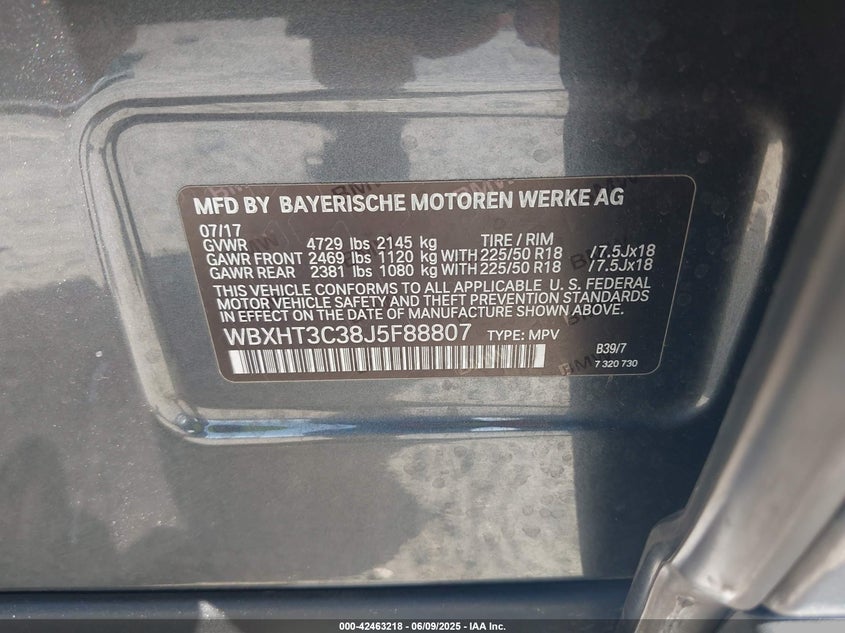 MFD BY BAYERISCHE MOTOREN WERKE AG
07/17
GVWR 4729 lbs 2145 kg TIRE / RIM
GAWR FRONT 2469 lbs 1120 kg WITH 225/50 R18 / 7.5Jx18
GAWR REAR 2381 lbs 1080 kg WITH 225/50 R18 / 7.5Jx18
THIS VEHICLE CONFORMS TO ALL APPLICABLE U.S. FEDERAL
MOTOR VEHICLE SAFETY AND THEFT PREVENTION STANDARDS
IN EFFECT ON THE DATE OF MANUFACTURE SHOWN ABOVE.
WBXHT3C38J5F88807 TYPE: MPV
B39/7
7 320 730
000-42463218 - 06/09/2025 - IAA Inc.